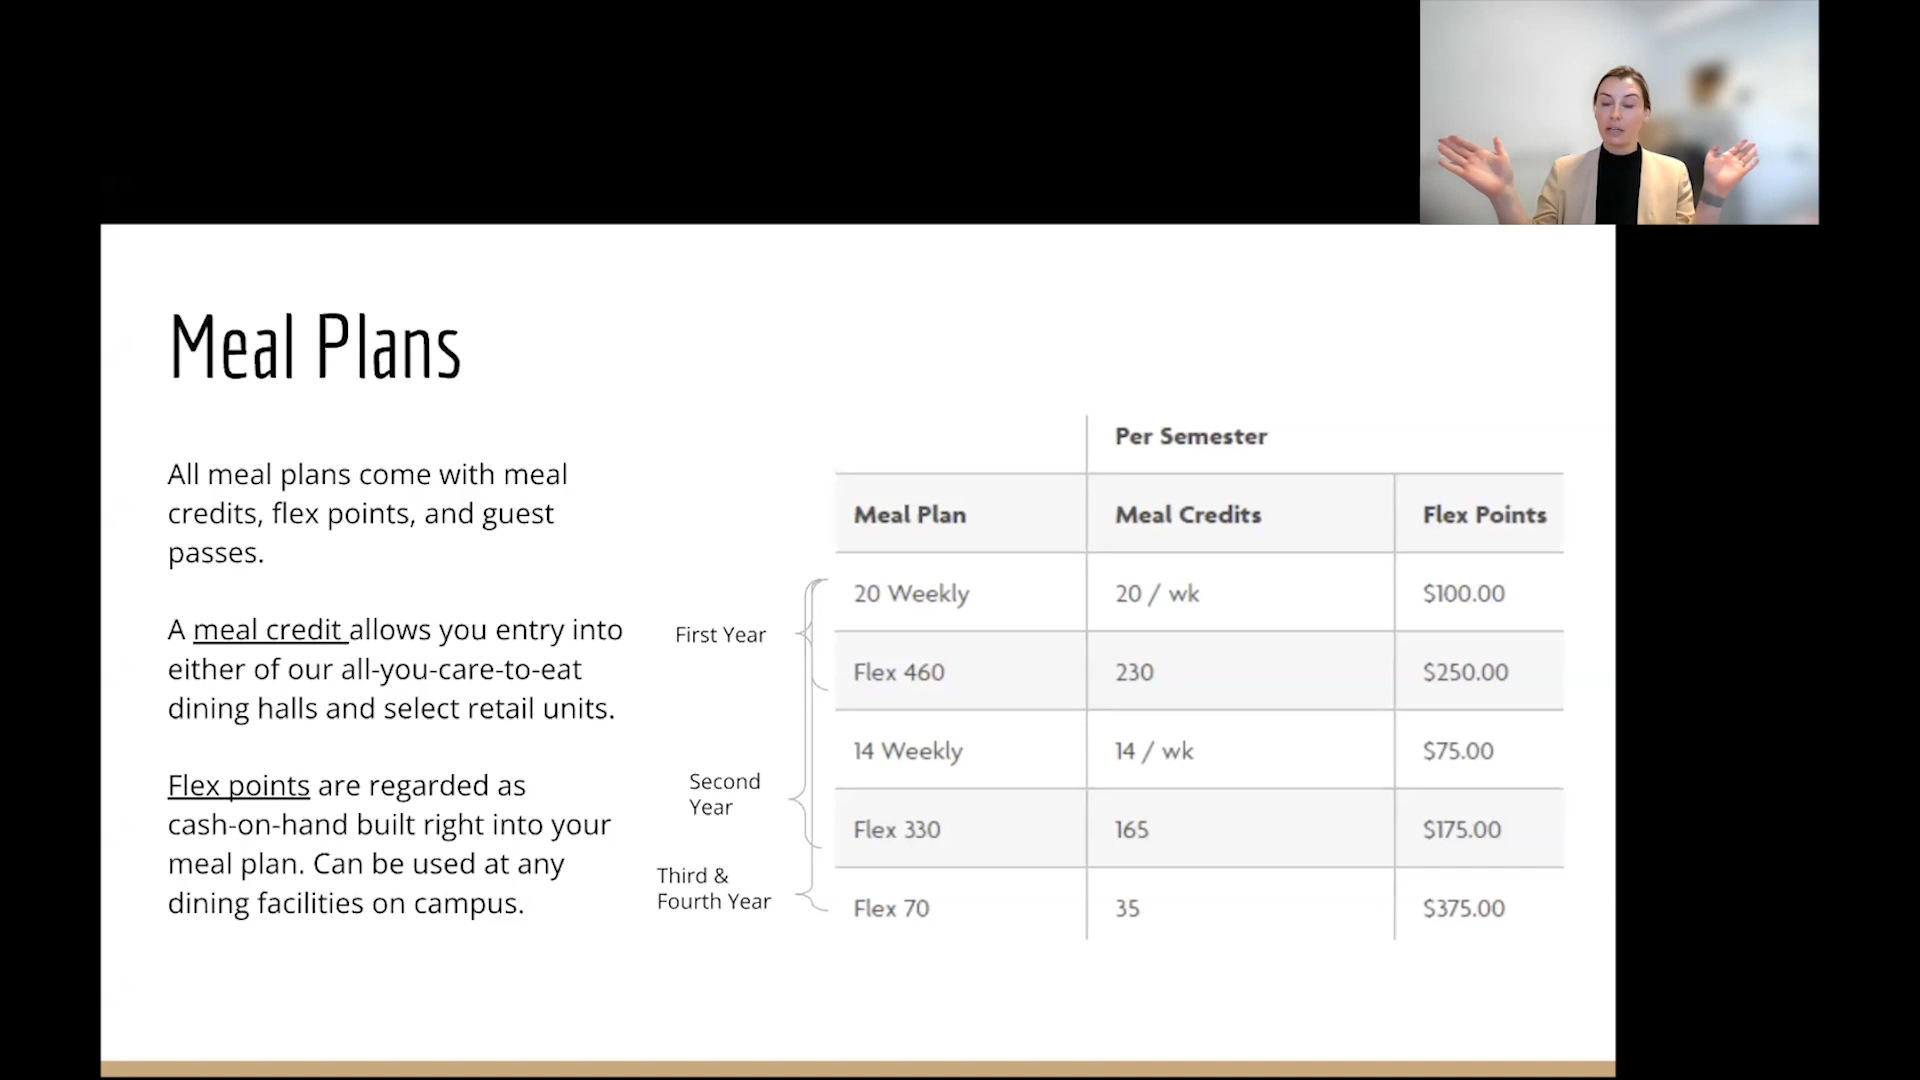 Meal Plans
All meal plans come with meal
credits, flex points, and guest
passes.
A meal credit allows you entry into
either of our all-you-care-to-eat
dining halls and select retail units.
Flex points are regarded as
cash-on-hand built right into your
meal plan. Can be used at any
dining facilities on campus.
First Year
Second
Year
Third &
Fourth Year
Per Semester
Meal Plan Meal Credits Flex Points
20 Weekly 20 / wk $100.00
Flex 460 230 $250.00
14 Weekly 14 / wk $75.00
Flex 330 165 $175.00
Flex 70 35 $375.00